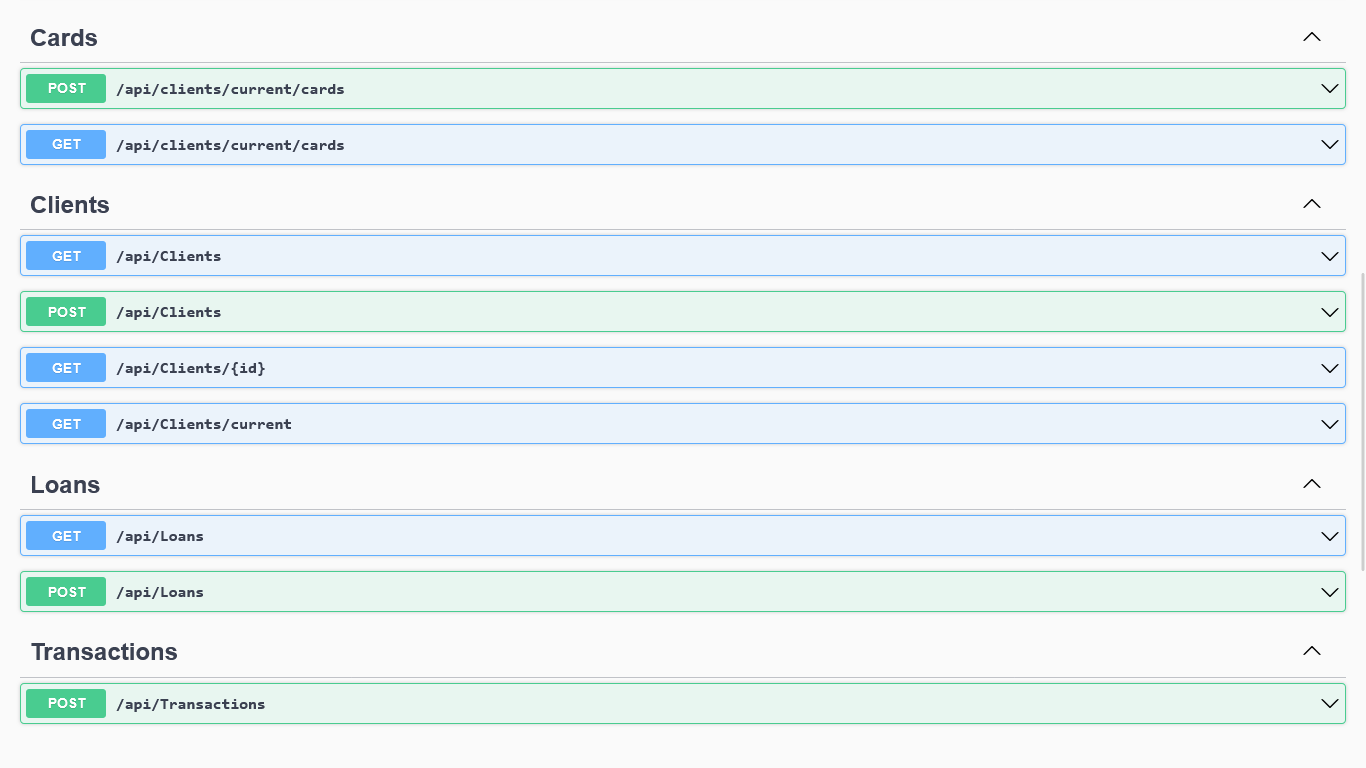 Cards
POST /api/clients/current/cards
GET /api/clients/current/cards
Clients
GET /api/Clients
POST /api/Clients
GET /api/Clients/{id}
GET /api/Clients/current
Loans
GET /api/Loans
POST /api/Loans
Transactions
POST /api/Transactions